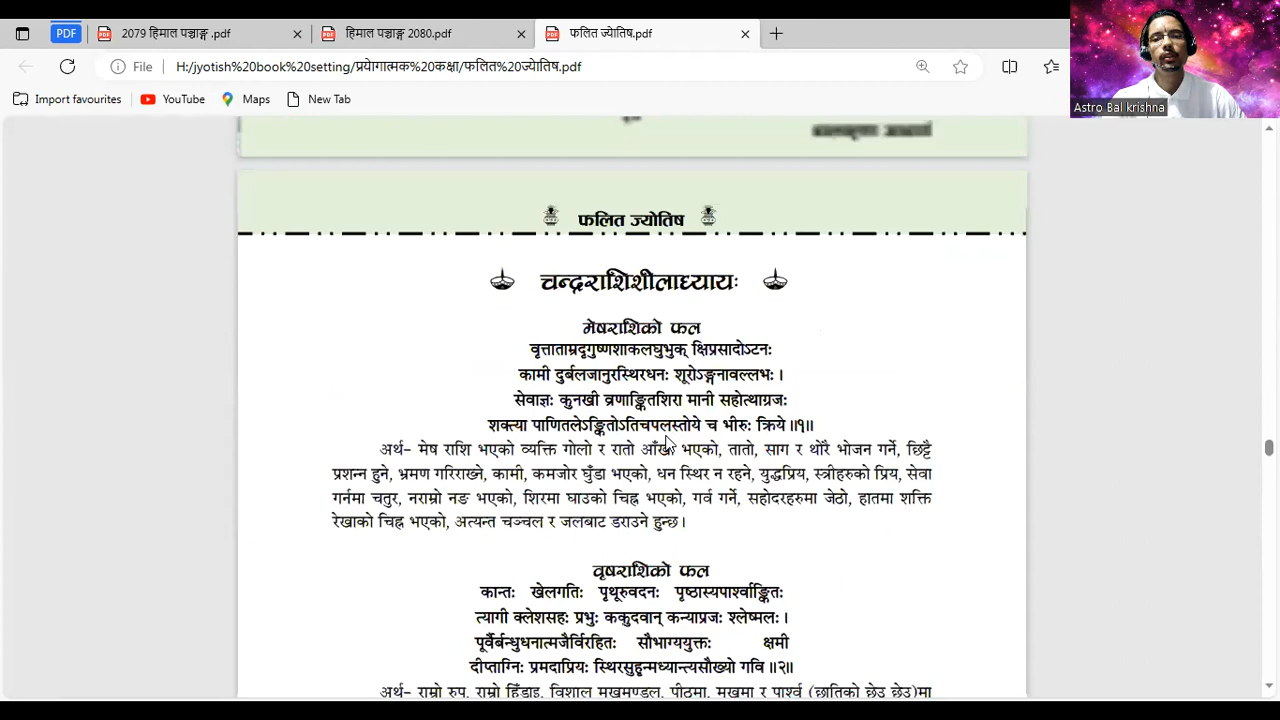 PDF
2079 हिमाल पञ्चाङ्ग .pdf
हिमाल पञ्चाङ्ग 2080.pdf
फलित ज्योतिष.pdf
File
H:/jyotish%20book%20setting/प्रयोगात्मक%20कक्षा/फलित%20ज्योतिष.pdf
Astro Bal krishna
Import favourites
YouTube
Maps
New Tab
फलित ज्योतिष
चन्द्रराशिशीलाध्यायः
मेषराशिको फल
वृत्ताताम्रदृगुष्णशाकलघुभुक् क्षिप्रसादोऽटनः
कामी दुर्बलजानुरस्थिरधनः शूरोऽङ्गनावल्लभः ।
सेवाज्ञः कुनखी व्रणाङ्कितशिरा मानी सहोत्थाग्रजः
शक्त्या पाणितलेऽङ्कितोऽतिचपलस्तोये च भीरुः क्रिये ॥१॥
अर्थ- मेष राशि भएको व्यक्ति गोलो र रातो आँखा भएको, तातो, साग र थोरै भोजन गर्ने, छिट्टै
प्रशन्न हुने, भ्रमण गरिराख्ने, कामी, कमजोर घुँडा भएको, धन स्थिर न रहने, युद्धप्रिय, स्त्रीहरुको प्रिय, सेवा
गर्नमा चतुर, नराम्रो नङ भएको, शिरमा घाउको चिह्न भएको, गर्व गर्ने, सहोदरहरुमा जेठो, हातमा शक्ति
रेखाको चिह्न भएको, अत्यन्त चञ्चल र जलबाट डराउने हुन्छ ।
वृषराशिको फल
कान्तः खेलगतिः पृथूरुवदनः पृष्ठास्यपार्श्वाङ्कितः
त्यागी क्लेशसहः प्रभुः ककुदवान् कन्याप्रजः श्लेष्मलः ।
पूर्वैर्बन्धुधनात्मजैर्विरहितः सौभाग्ययुक्तः क्षमी
दीप्ताग्निः प्रमदाप्रियः स्थिरसुहृन्मध्यान्त्यसौख्यो गवि ॥२॥
अर्थ- राम्रो रुप, राम्रो हिँडाइ, विशाल मुखमण्डल, पीठमा, मुखमा र पार्श्व (छातिको छेउ छेउ)मा